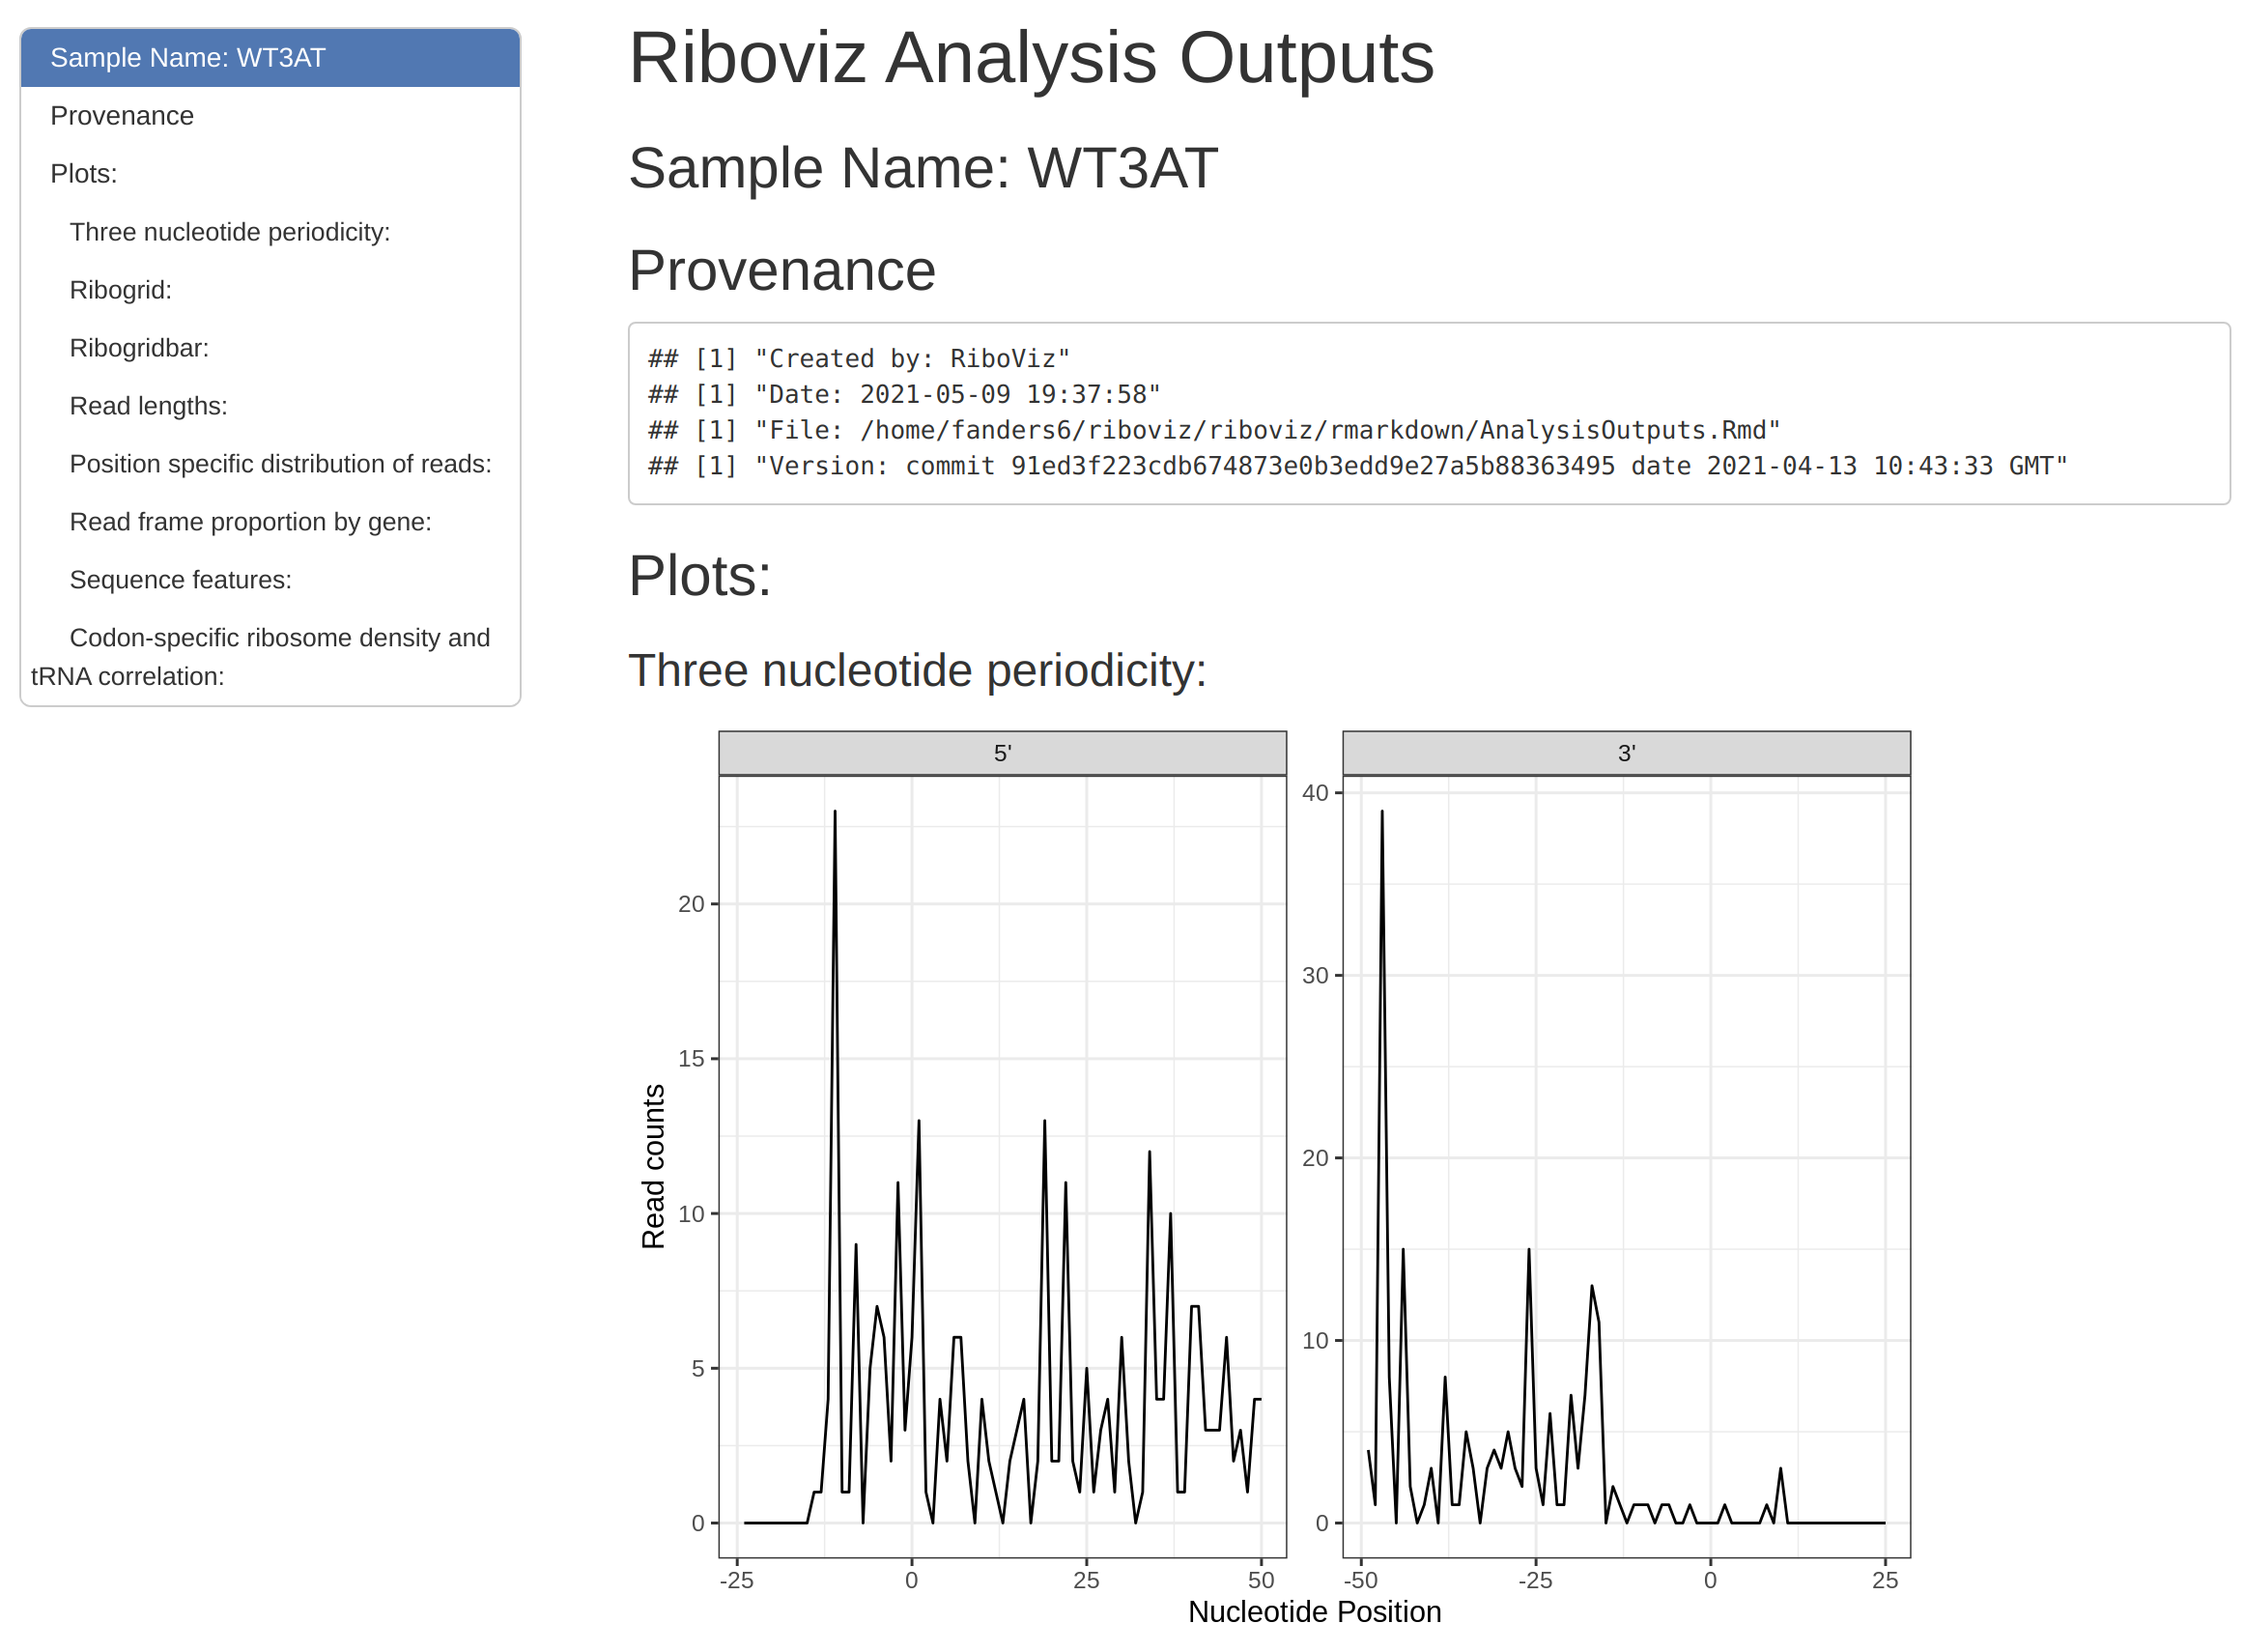 Sample Name: WT3AT
Provenance
Plots:
Three nucleotide periodicity:
Ribogrid:
Ribogridbar:
Read lengths:
Position specific distribution of reads:
Read frame proportion by gene:
Sequence features:
Codon-specific ribosome density and
tRNA correlation:
Riboviz Analysis Outputs
Sample Name: WT3AT
Provenance
## [1] "Created by: RiboViz"
## [1] "Date: 2021-05-09 19:37:58"
## [1] "File: /home/fanders6/riboviz/riboviz/rmarkdown/AnalysisOutputs.Rmd"
## [1] "Version: commit 91ed3f223cdb674873e0b3edd9e27a5b88363495 date 2021-04-13 10:43:33 GMT"
Plots:
Three nucleotide periodicity:
5'
3'
Read counts
20
15
10
5
0
40
30
20
10
0
-25 0 25 50
-50 -25 0 25
Nucleotide Position